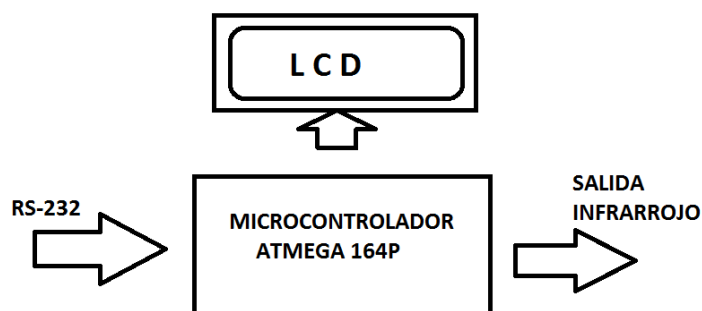 L C D
RS-232
MICROCONTROLADOR
ATMEGA 164P
SALIDA
INFRARROJO